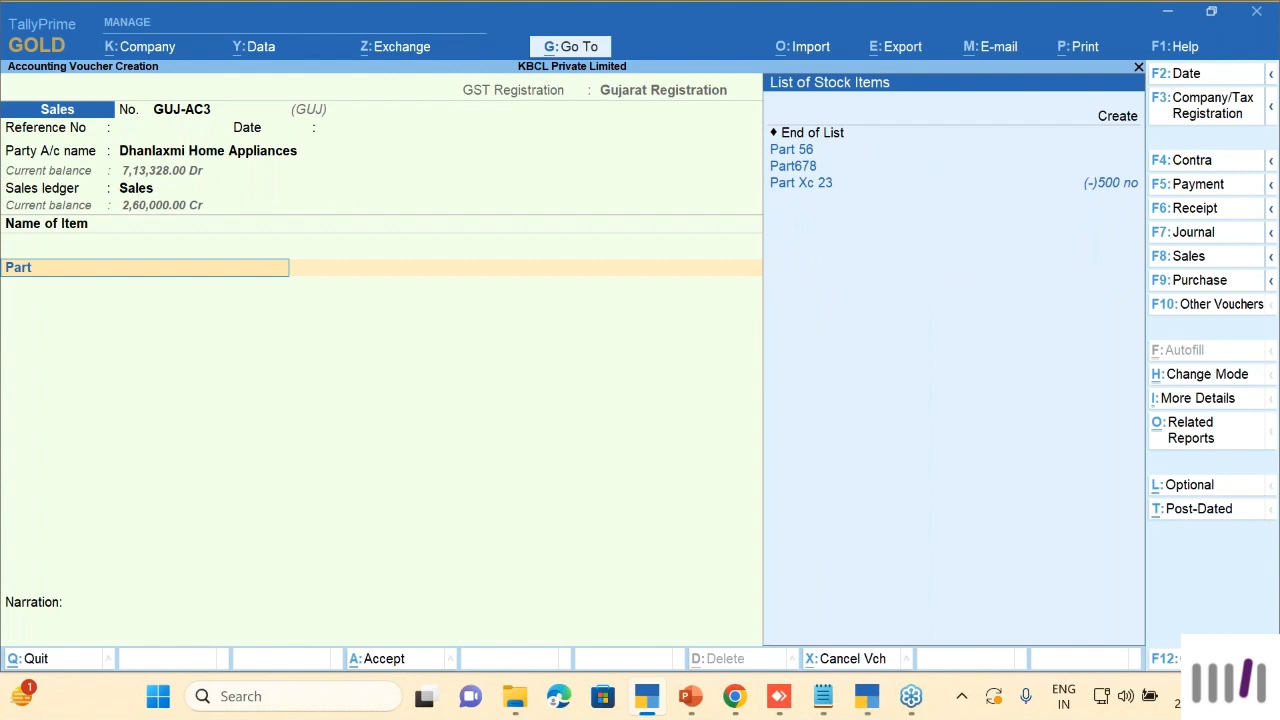 TallyPrime
GOLD
MANAGE
K: Company
Y: Data
Z: Exchange
G: Go To
O: Import
E: Export
M: E-mail
P: Print
F1: Help
Accounting Voucher Creation
KBCL Private Limited
GST Registration : Gujarat Registration
Sales No. GUJ-AC3 (GUJ)
Reference No : Date :
Party A/c name : Dhanlaxmi Home Appliances
Current balance : 7,13,328.00 Dr
Sales ledger : Sales
Current balance : 2,60,000.00 Cr
Name of Item
Part
Narration:
List of Stock Items
Create
♦ End of List
Part 56
Part678
Part Xc 23 (-)500 no
F2: Date
F3: Company/Tax
Registration
F4: Contra
F5: Payment
F6: Receipt
F7: Journal
F8: Sales
F9: Purchase
F10: Other Vouchers
F: Autofill
H: Change Mode
I: More Details
O: Related
Reports
L: Optional
T: Post-Dated
Q: Quit
A: Accept
D: Delete
X: Cancel Vch
F12:
1
Search
ENG
IN